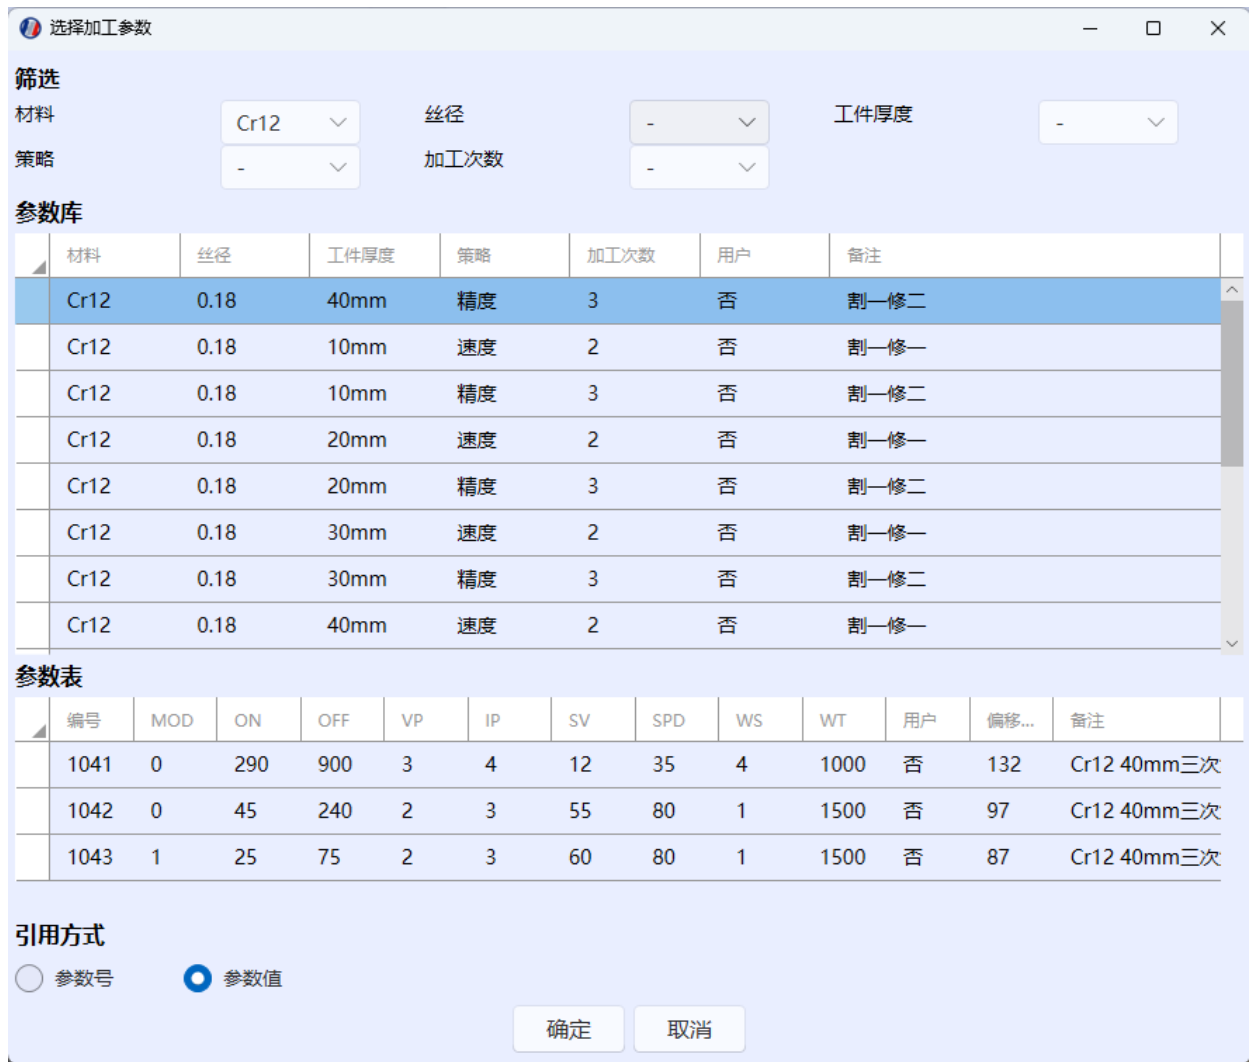 选择加工参数
筛选
材料 Cr12 丝径 - 工件厚度 -
策略 - 加工次数 -
参数库
材料 丝径 工件厚度 策略 加工次数 用户 备注
Cr12 0.18 40mm 精度 3 否 割一修二
Cr12 0.18 10mm 速度 2 否 割一修一
Cr12 0.18 10mm 精度 3 否 割一修二
Cr12 0.18 20mm 速度 2 否 割一修一
Cr12 0.18 20mm 精度 3 否 割一修二
Cr12 0.18 30mm 速度 2 否 割一修一
Cr12 0.18 30mm 精度 3 否 割一修二
Cr12 0.18 40mm 速度 2 否 割一修一
参数表
编号 MOD ON OFF VP IP SV SPD WS WT 用户 偏移... 备注
1041 0 290 900 3 4 12 35 4 1000 否 132 Cr12 40mm三次
1042 0 45 240 2 3 55 80 1 1500 否 97 Cr12 40mm三次
1043 1 25 75 2 3 60 80 1 1500 否 87 Cr12 40mm三次
引用方式
参数号 参数值
确定 取消